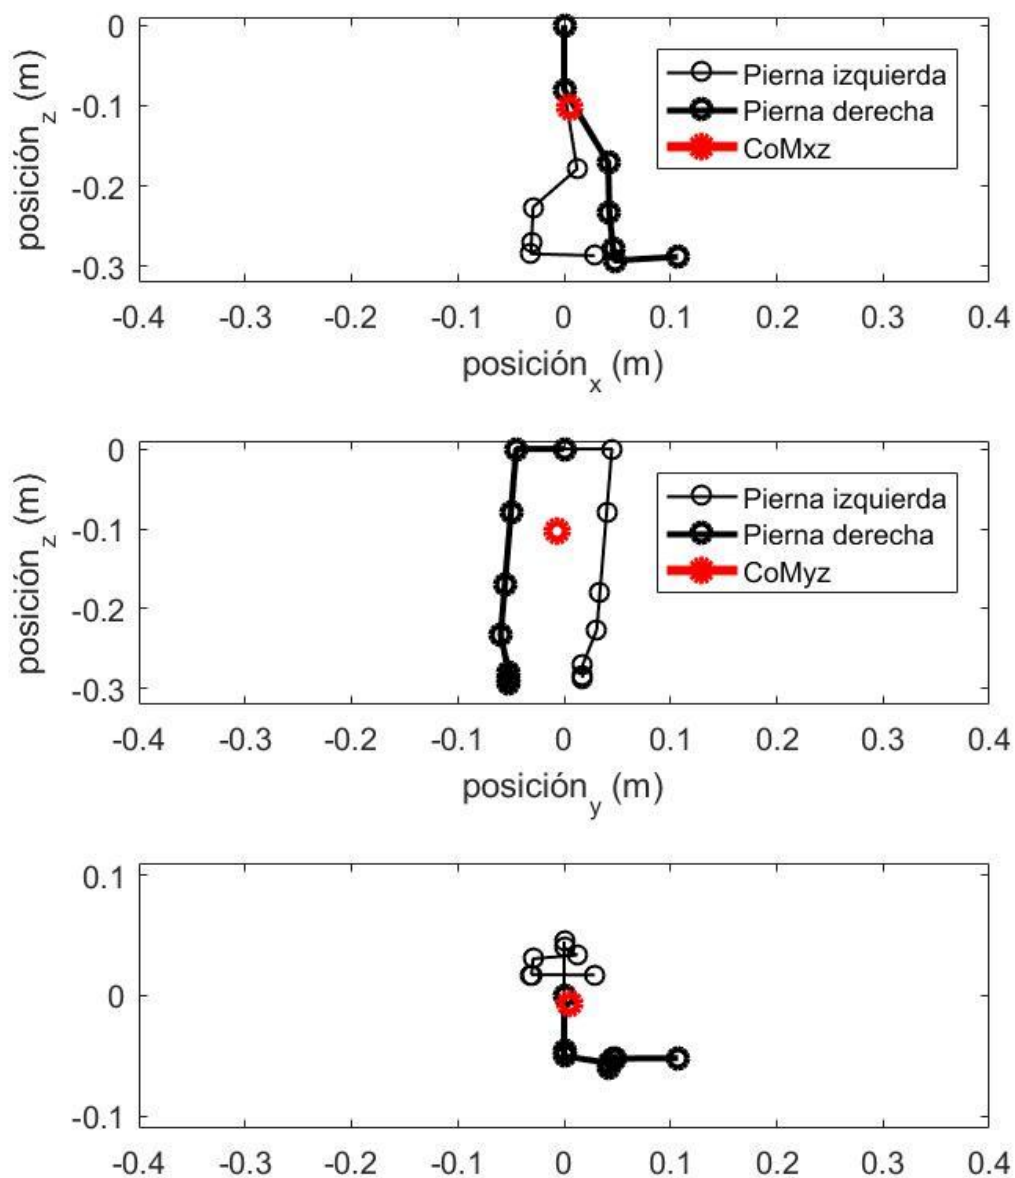 0
-0.1
-0.2
-0.3
posición_z (m)
Pierna izquierda
Pierna derecha
CoMxz
-0.4 -0.3 -0.2 -0.1 0 0.1 0.2 0.3 0.4
posición_x (m)
0
-0.1
-0.2
-0.3
posición_z (m)
Pierna izquierda
Pierna derecha
CoMyz
-0.4 -0.3 -0.2 -0.1 0 0.1 0.2 0.3 0.4
posición_y (m)
0.1
0
-0.1
-0.4 -0.3 -0.2 -0.1 0 0.1 0.2 0.3 0.4